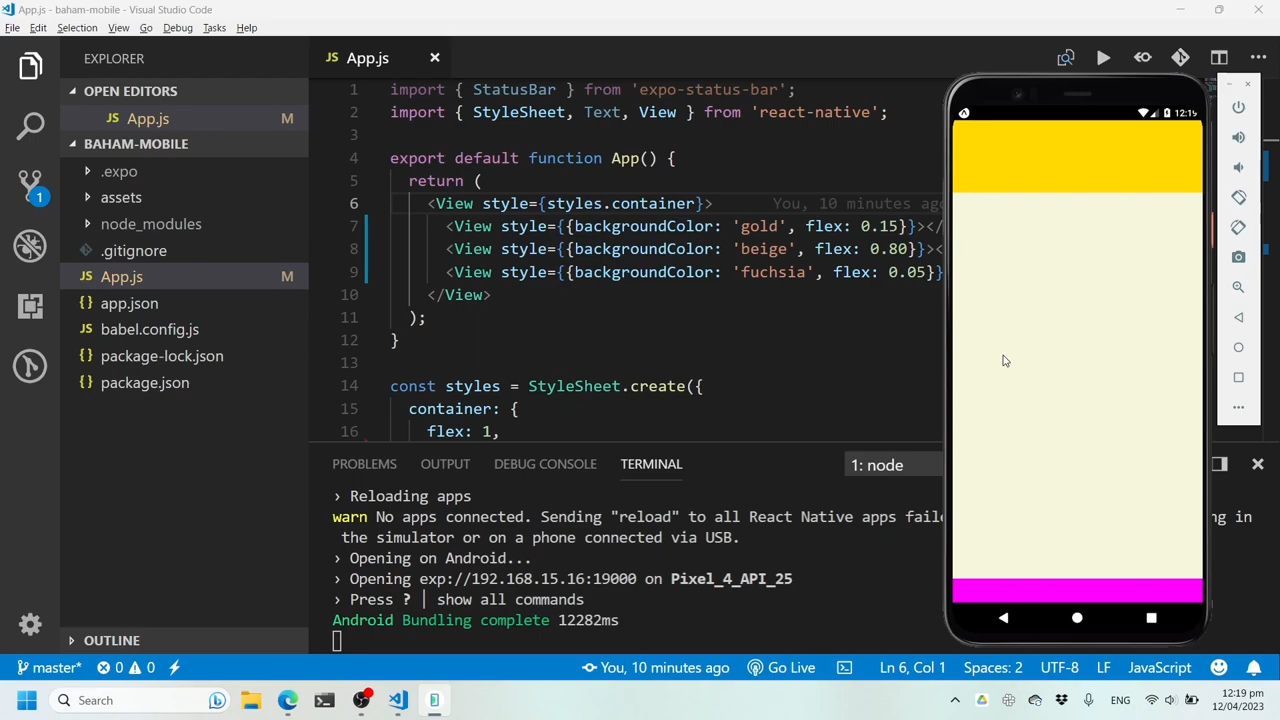 App.js - baham-mobile - Visual Studio Code
File Edit Selection View Go Debug Tasks Help
EXPLORER
OPEN EDITORS
App.js M
BAHAM-MOBILE
.expo
assets
node_modules
.gitignore
App.js M
app.json
babel.config.js
package-lock.json
package.json
OUTLINE
JS App.js
1 import { StatusBar } from 'expo-status-bar';
2 import { StyleSheet, Text, View } from 'react-native';
3
4 export default function App() {
5 return (
6 <View style={styles.container}> You, 10 minutes ago
7 <View style={{backgroundColor: 'gold', flex: 0.15}}></
8 <View style={{backgroundColor: 'beige', flex: 0.80}}><
9 <View style={{backgroundColor: 'fuchsia', flex: 0.05}}
10 </View>
11 );
12 }
13
14 const styles = StyleSheet.create({
15 container: {
16 flex: 1,
12:19
PROBLEMS OUTPUT DEBUG CONSOLE TERMINAL 1: node
› Reloading apps
warn No apps connected. Sending "reload" to all React Native apps faile ing in
the simulator or on a phone connected via USB.
› Opening on Android...
› Opening exp://192.168.15.16:19000 on Pixel_4_API_25
› Press ? │ show all commands
Android Bundling complete 12282ms
master* 0 0 You, 10 minutes ago Go Live Ln 6, Col 1 Spaces: 2 UTF-8 LF JavaScript
Search ENG 12:19 pm
12/04/2023